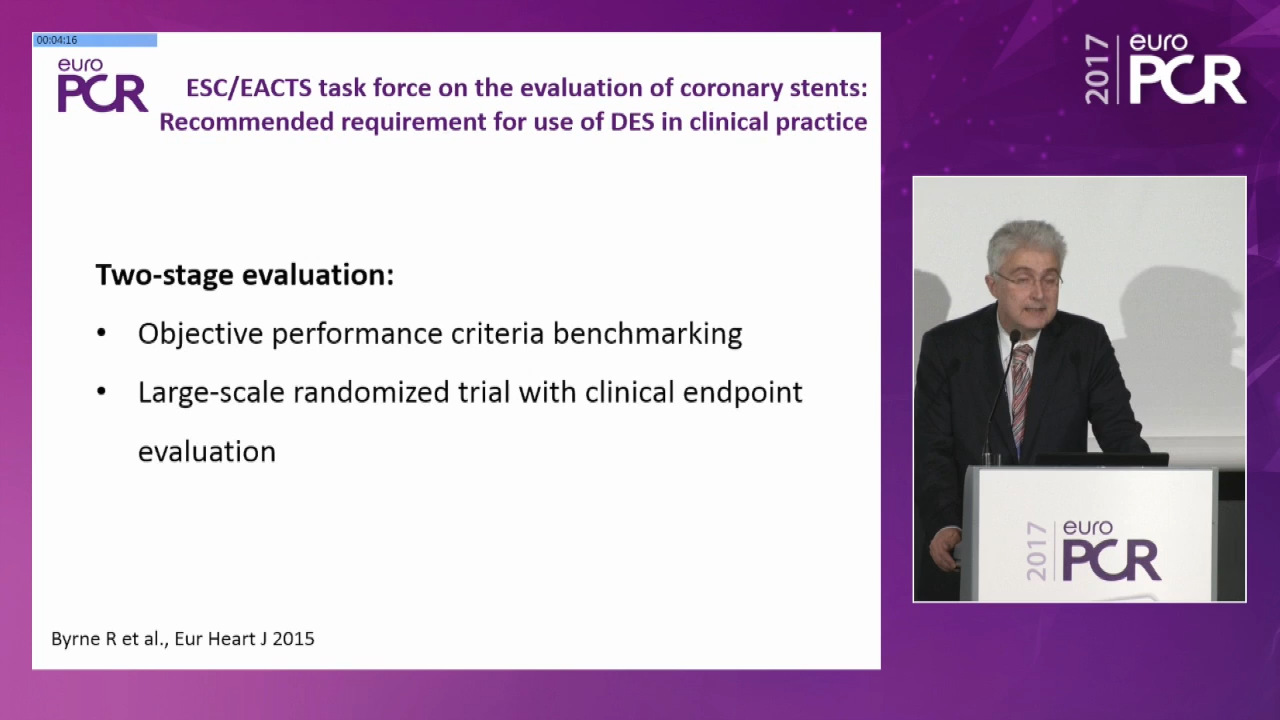 00:04:16
euro
PCR
ESC/EACTS task force on the evaluation of coronary stents:
Recommended requirement for use of DES in clinical practice
Two-stage evaluation:
• Objective performance criteria benchmarking
• Large-scale randomized trial with clinical endpoint
evaluation
Byrne R et al., Eur Heart J 2015
2017
euro
PCR
2017
euro
PCR